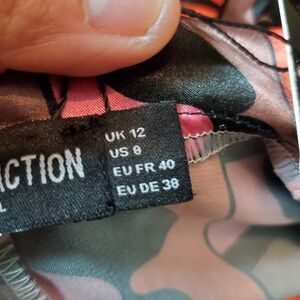 ACTION
L
UK 12
US 8
EU FR 40
EU DE 38